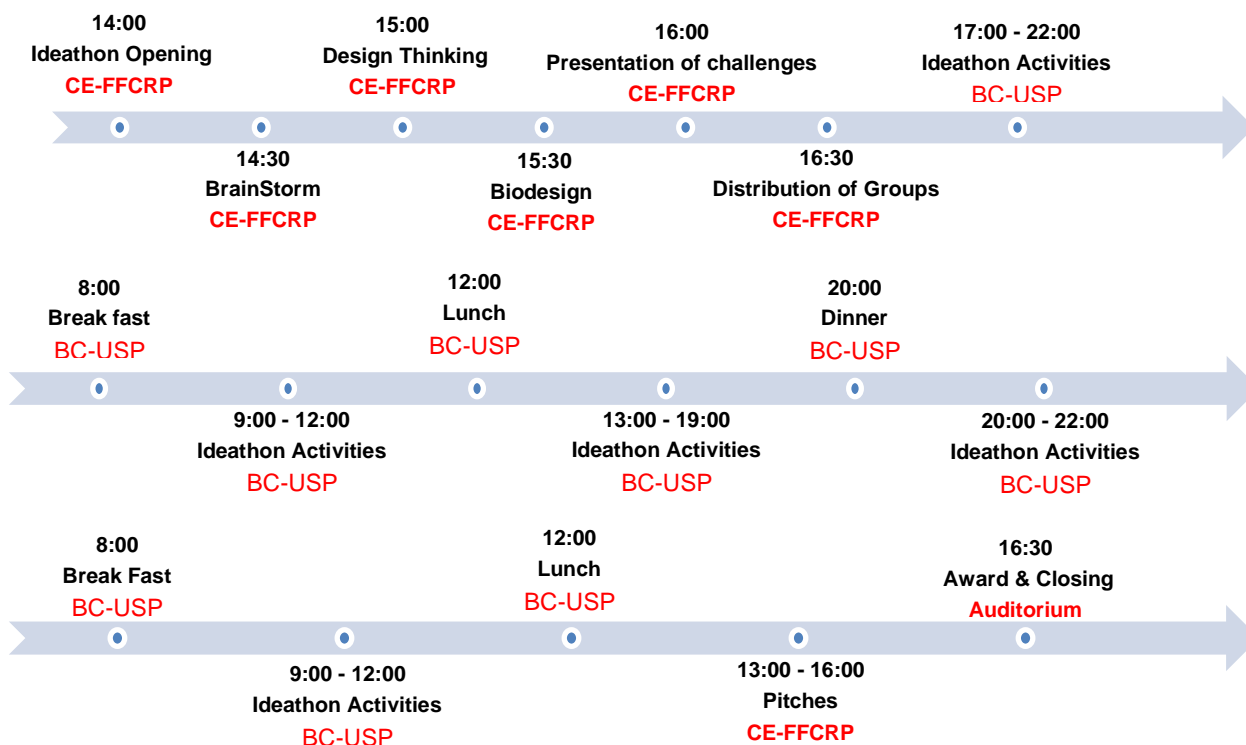 14:00
Ideathon Opening
CE-FFCRP
14:30
BrainStorm
CE-FFCRP
15:00
Design Thinking
CE-FFCRP
15:30
Biodesign
CE-FFCRP
16:00
Presentation of challenges
CE-FFCRP
16:30
Distribution of Groups
CE-FFCRP
17:00 - 22:00
Ideathon Activities
BC-USP
8:00
Break fast
BC-USP
9:00 - 12:00
Ideathon Activities
BC-USP
12:00
Lunch
BC-USP
13:00 - 19:00
Ideathon Activities
BC-USP
20:00
Dinner
BC-USP
20:00 - 22:00
Ideathon Activities
BC-USP
8:00
Break Fast
BC-USP
9:00 - 12:00
Ideathon Activities
BC-USP
12:00
Lunch
BC-USP
13:00 - 16:00
Pitches
CE-FFCRP
16:30
Award & Closing
Auditorium